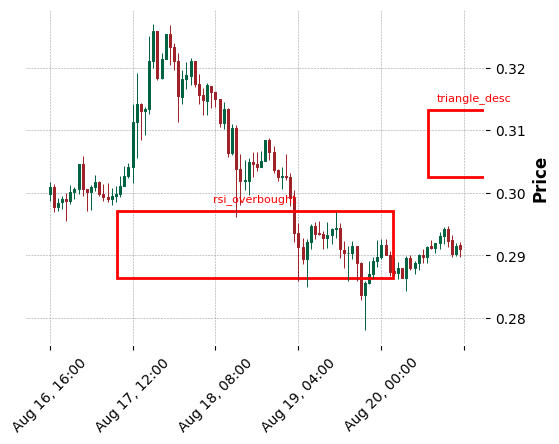 triangle_desc
rsi_overbought
0.32
0.31
0.30
0.29
0.28
Price
Aug 16, 16:00
Aug 17, 12:00
Aug 18, 08:00
Aug 19, 04:00
Aug 20, 00:00